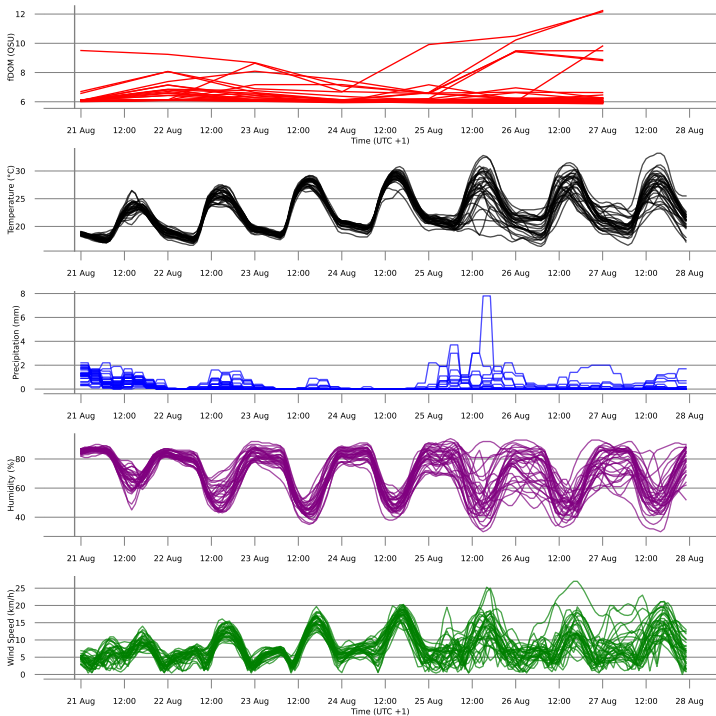 12
10
8
6
fDOM (QSU)
21 Aug 12:00 22 Aug 12:00 23 Aug 12:00 24 Aug 12:00 25 Aug 12:00 26 Aug 12:00 27 Aug 12:00 28 Aug
Time (UTC +1)
30
25
20
Temperature (°C)
21 Aug 12:00 22 Aug 12:00 23 Aug 12:00 24 Aug 12:00 25 Aug 12:00 26 Aug 12:00 27 Aug 12:00 28 Aug
8
6
4
2
0
Precipitation (mm)
21 Aug 12:00 22 Aug 12:00 23 Aug 12:00 24 Aug 12:00 25 Aug 12:00 26 Aug 12:00 27 Aug 12:00 28 Aug
80
60
40
Humidity (%)
21 Aug 12:00 22 Aug 12:00 23 Aug 12:00 24 Aug 12:00 25 Aug 12:00 26 Aug 12:00 27 Aug 12:00 28 Aug
25
20
15
10
5
0
Wind Speed (km/h)
21 Aug 12:00 22 Aug 12:00 23 Aug 12:00 24 Aug 12:00 25 Aug 12:00 26 Aug 12:00 27 Aug 12:00 28 Aug
Time (UTC +1)